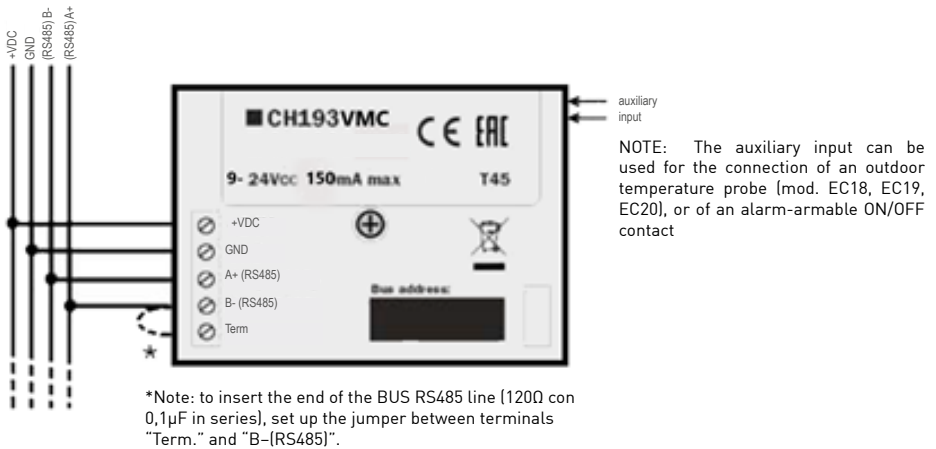 +VDC
GND
(RS485) B-
(RS485) A+
CH193VMC
CE EAC
9- 24Vcc 150mA max
T45
+VDC
GND
A+ (RS485)
B- (RS485)
Term
Bus address:
*
auxiliary
input
NOTE: The auxiliary input can be
used for the connection of an outdoor
temperature probe (mod. EC18, EC19,
EC20), or of an alarm-armable ON/OFF
contact
*Note: to insert the end of the BUS RS485 line (120Ω con
0,1µF in series), set up the jumper between terminals
“Term.” and “B–(RS485)”.